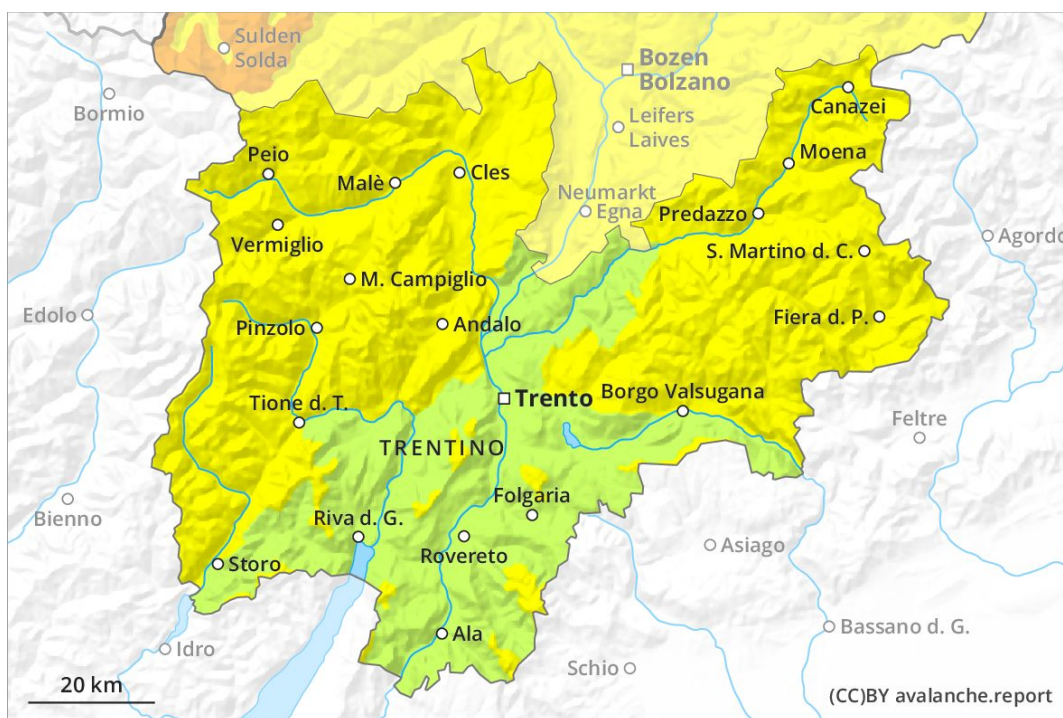 Sulden
Solda
Bozen
Bolzano
Bormio
Canazei
Leifers
Laives
Moena
Peio
Malè
Cles
Neumarkt
Egna
Predazzo
Vermiglio
S. Martino d. C.
Agordo
M. Campiglio
Edolo
Pinzolo
Andalo
Fiera d. P.
Trento
Borgo Valsugana
Tione d. T.
Feltre
TRENTINO
Bienno
Folgaria
Riva d. G.
Rovereto
Asiago
Storo
Ala
Bassano d. G.
Idro
Schio
20 km
(CC)BY avalanche.report